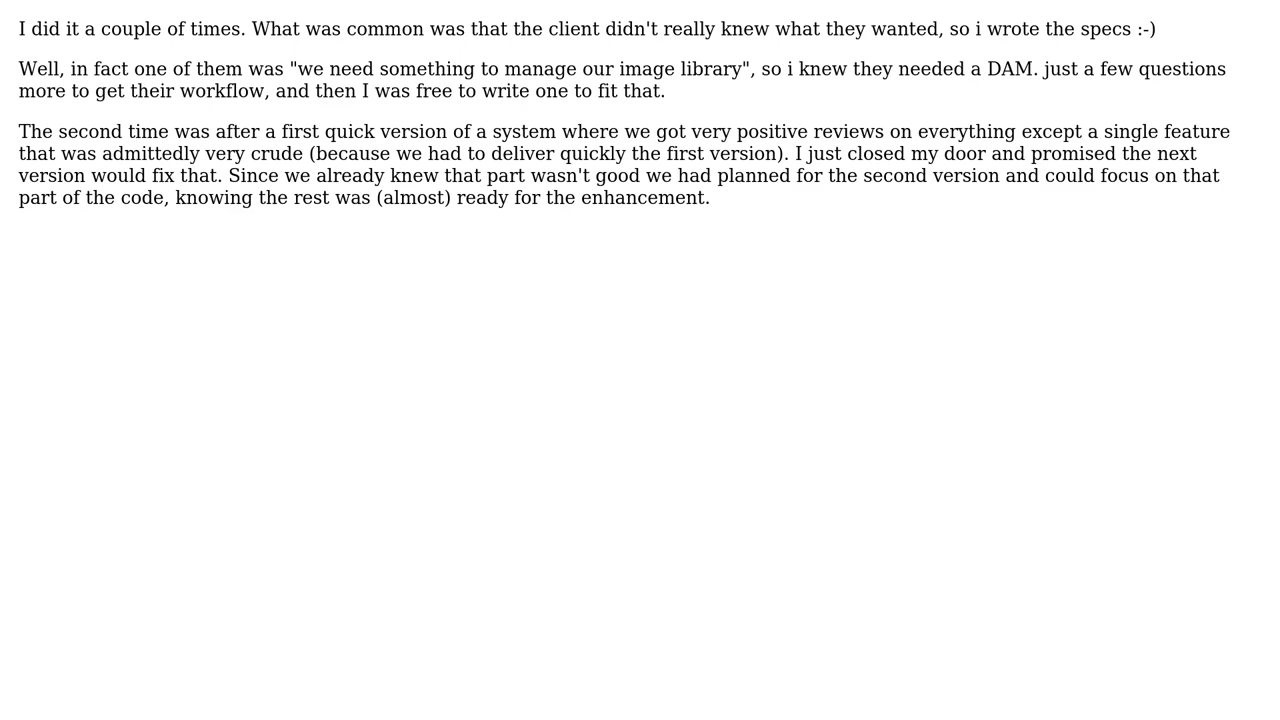 I did it a couple of times. What was common was that the client didn't really knew what they wanted, so i wrote the specs :-)
Well, in fact one of them was "we need something to manage our image library", so i knew they needed a DAM. just a few questions
more to get their workflow, and then I was free to write one to fit that.
The second time was after a first quick version of a system where we got very positive reviews on everything except a single feature
that was admittedly very crude (because we had to deliver quickly the first version). I just closed my door and promised the next
version would fix that. Since we already knew that part wasn't good we had planned for the second version and could focus on that
part of the code, knowing the rest was (almost) ready for the enhancement.